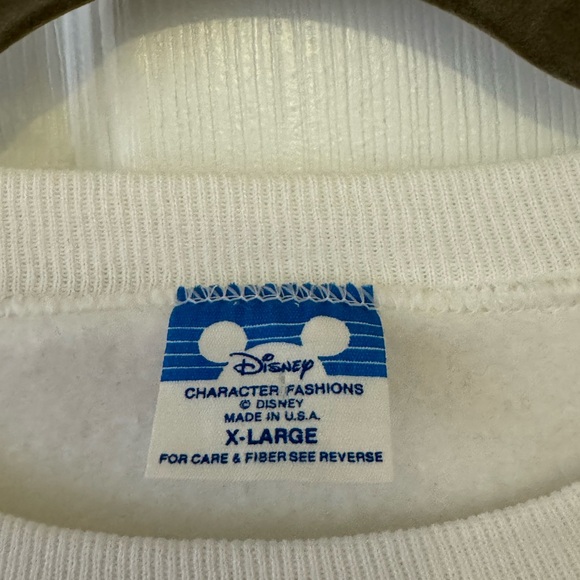 Disney
CHARACTER FASHIONS
© DISNEY
MADE IN U.S.A.
X-LARGE
FOR CARE & FIBER SEE REVERSE